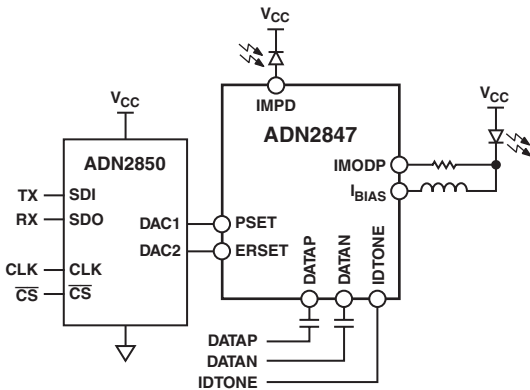 VCC
IMPD
VCC
ADN2847
VCC
ADN2850
IMODP
IBIAS
TX
SDI
RX
SDO
DAC1
PSET
DAC2
ERSET
CLK
CLK
CS
CS
DATAP
DATAN
IDTONE
DATAP
DATAN
IDTONE